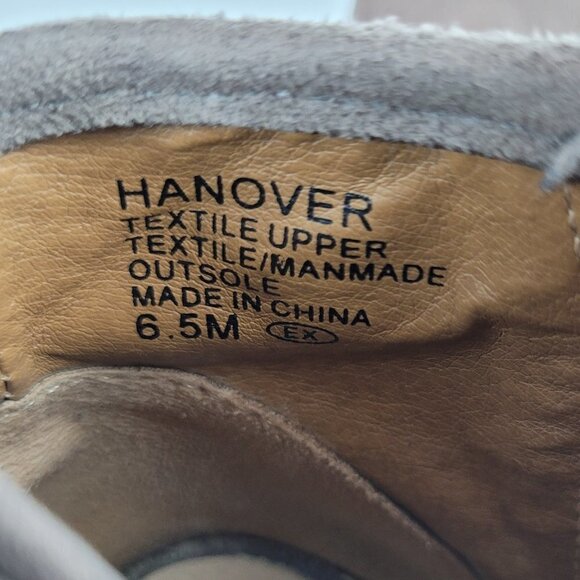 HANOVER
TEXTILE UPPER
TEXTILE/MANMADE
OUTSOLE
MADE IN CHINA
6.5M EX